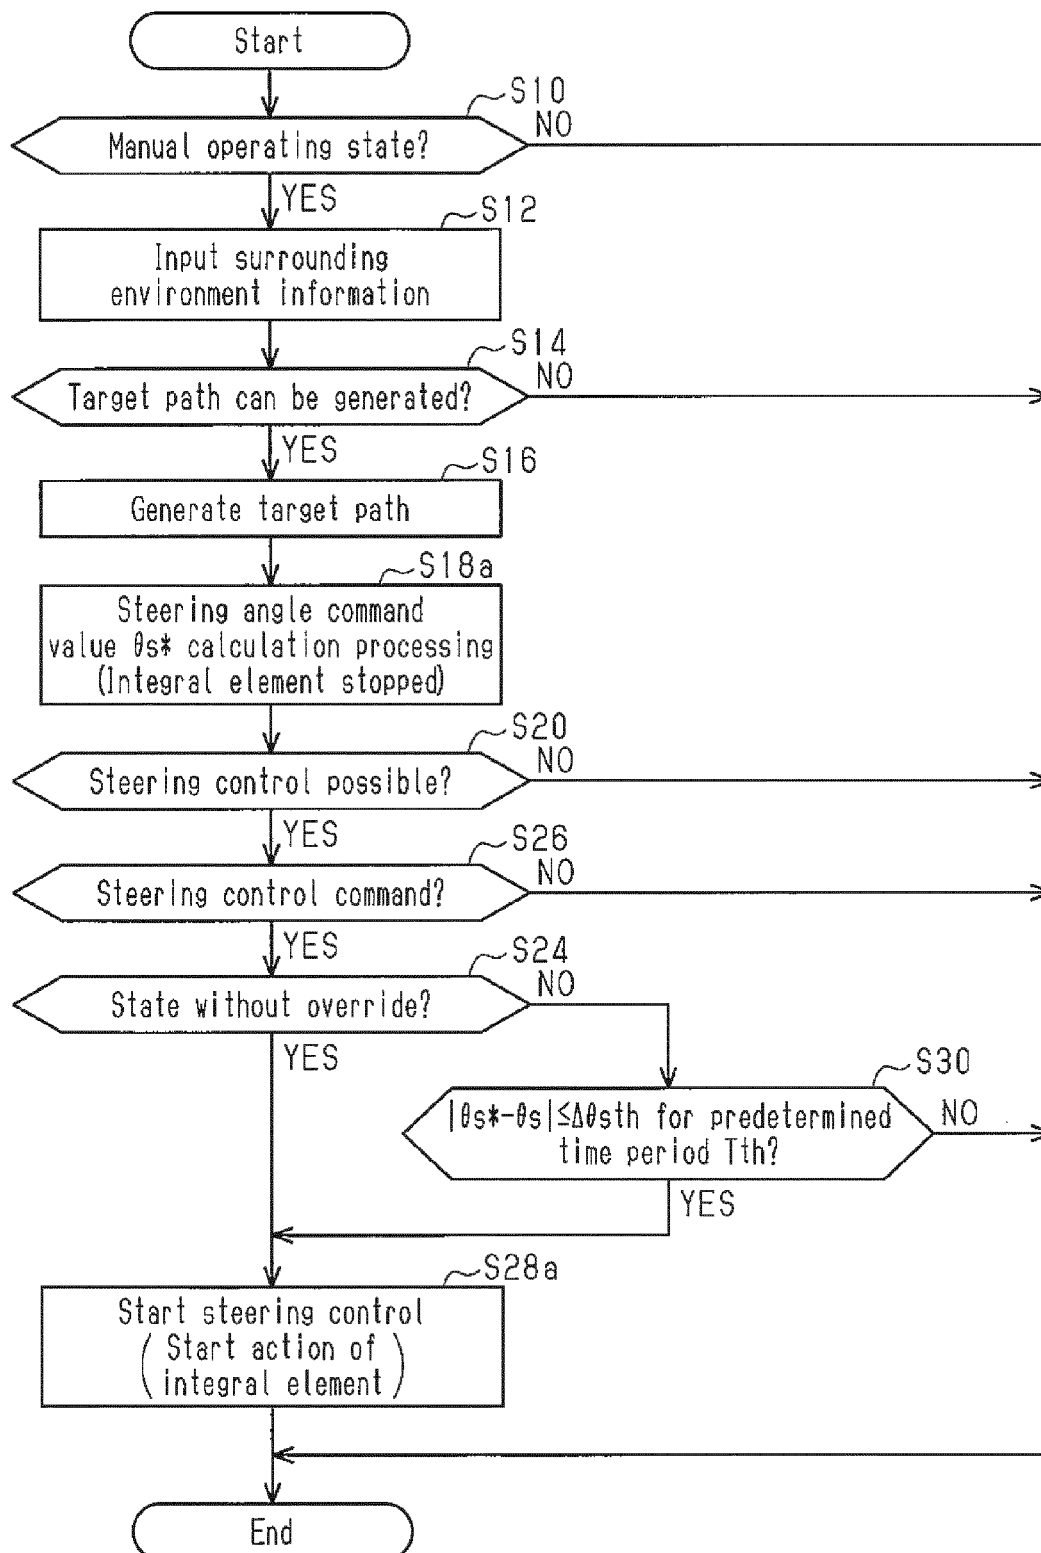 Start
S10
Manual operating state?
NO
YES
S12
Input surrounding
environment information
S14
Target path can be generated?
NO
YES
S16
Generate target path
S18a
Steering angle command
value θs* calculation processing
(Integral element stopped)
S20
Steering control possible?
NO
YES
S26
Steering control command?
NO
YES
S24
State without override?
NO
YES
S30
|θs*-θs|≤Δθsth for predetermined
time period Tth?
NO
YES
S28a
Start steering control
(Start action of
integral element)
End